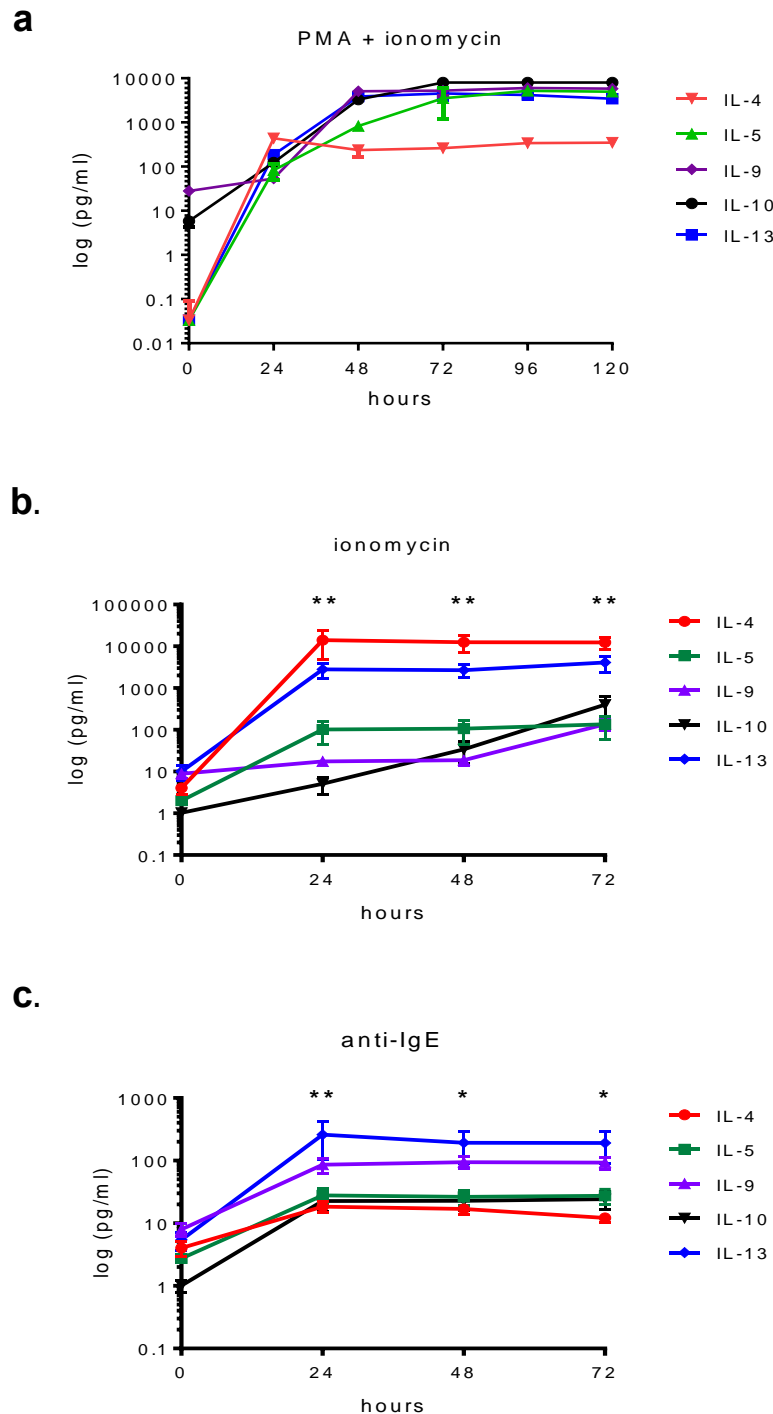 a
PMA + ionomycin
10000
1000
100
10
1
0.1
0.01
log (pg/ml)
0 24 48 72 96 120
hours
IL-4
IL-5
IL-9
IL-10
IL-13
b.
ionomycin
** ** **
100000
10000
1000
100
10
1
0.1
log (pg/ml)
0 24 48 72
hours
IL-4
IL-5
IL-9
IL-10
IL-13
c.
anti-IgE
** * *
1000
100
10
1
0.1
log (pg/ml)
0 24 48 72
hours
IL-4
IL-5
IL-9
IL-10
IL-13